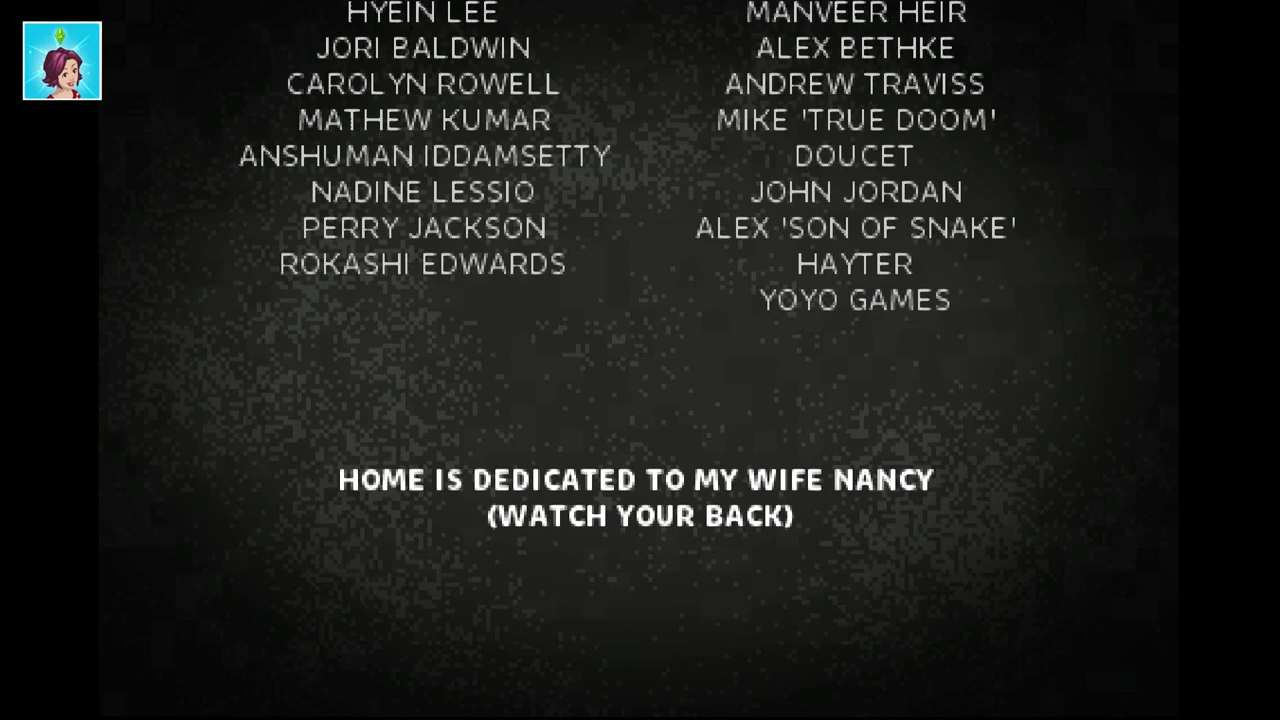 HYEIN LEE
JORI BALDWIN
CAROLYN ROWELL
MATHEW KUMAR
ANSHUMAN IDDAMSETTY
NADINE LESSIO
PERRY JACKSON
ROKASHI EDWARDS
MANVEER HEIR
ALEX BETHKE
ANDREW TRAVISS
MIKE 'TRUE DOOM'
DOUCET
JOHN JORDAN
ALEX 'SON OF SNAKE'
HAYTER
YOYO GAMES
HOME IS DEDICATED TO MY WIFE NANCY
(WATCH YOUR BACK)